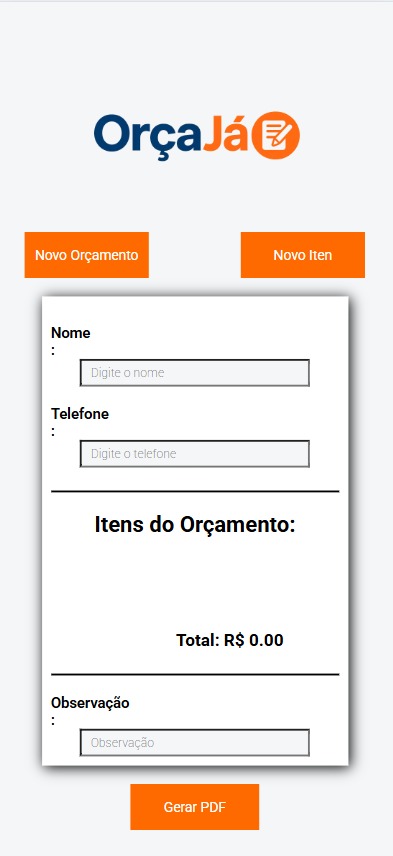 OrçaJá
Novo Orçamento
Novo Iten
Nome
:
Digite o nome
Telefone
:
Digite o telefone
Itens do Orçamento:
Total: R$ 0.00
Observação
:
Observação
Gerar PDF